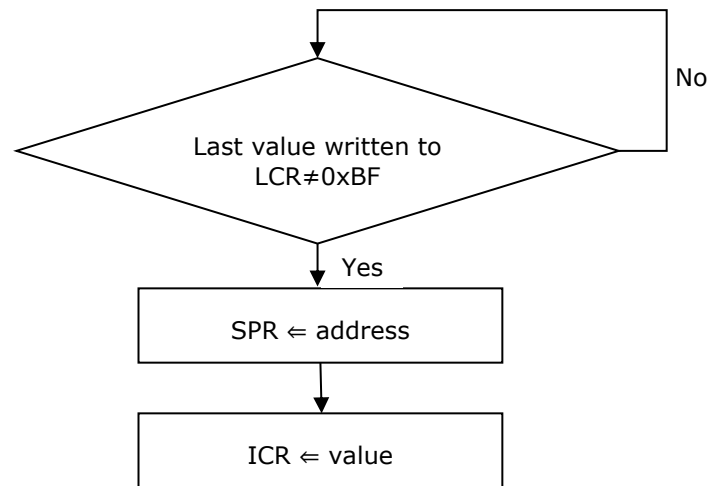 No
Last value written to
LCR≠0xBF
Yes
SPR ⇐ address
ICR ⇐ value